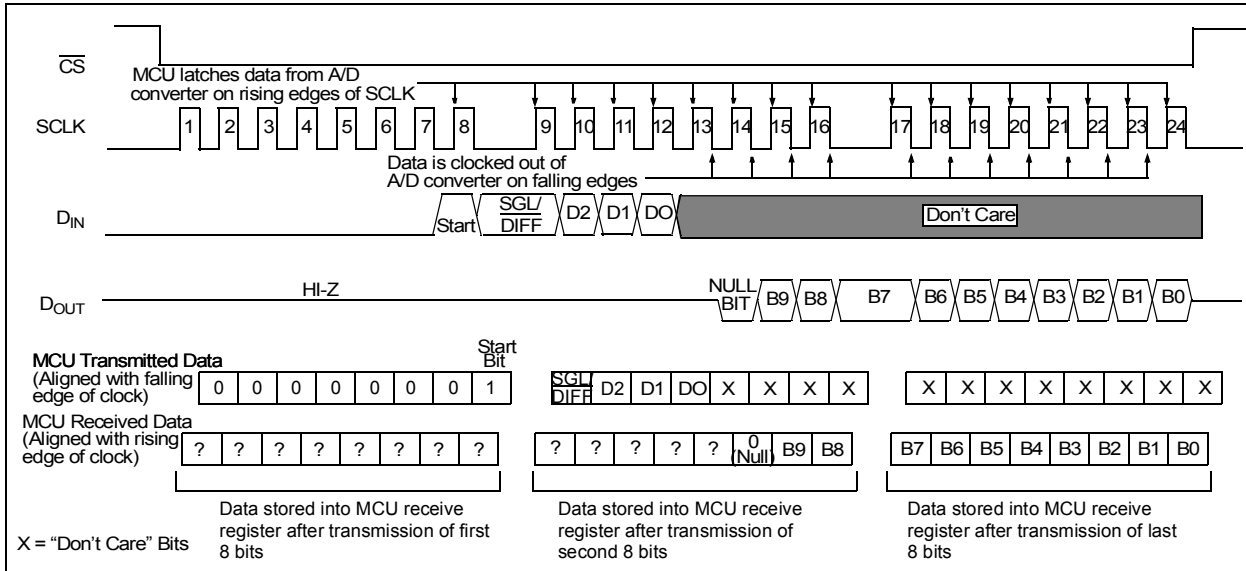 CS
MCU latches data from A/D
converter on rising edges of SCLK
SCLK
1 2 3 4 5 6 7 8 9 10 11 12 13 14 15 16 17 18 19 20 21 22 23 24
Data is clocked out of
A/D converter on falling edges
DIN
Start
SGL/
DIFF
D2 D1 DO
Don't Care
DOUT
HI-Z
NULL
BIT
B9 B8 B7 B6 B5 B4 B3 B2 B1 B0
Start
Bit
MCU Transmitted Data
(Aligned with falling
edge of clock)
0 0 0 0 0 0 0 1
SGL/
DIFF
D2 D1 DO X X X X
X X X X X X X X
MCU Received Data
(Aligned with rising
edge of clock)
? ? ? ? ? ? ? ?
? ? ? ? ? 0
(Null)
B9 B8
B7 B6 B5 B4 B3 B2 B1 B0
Data stored into MCU receive
register after transmission of first
8 bits
Data stored into MCU receive
register after transmission of
second 8 bits
Data stored into MCU receive
register after transmission of last
8 bits
X = “Don't Care” Bits